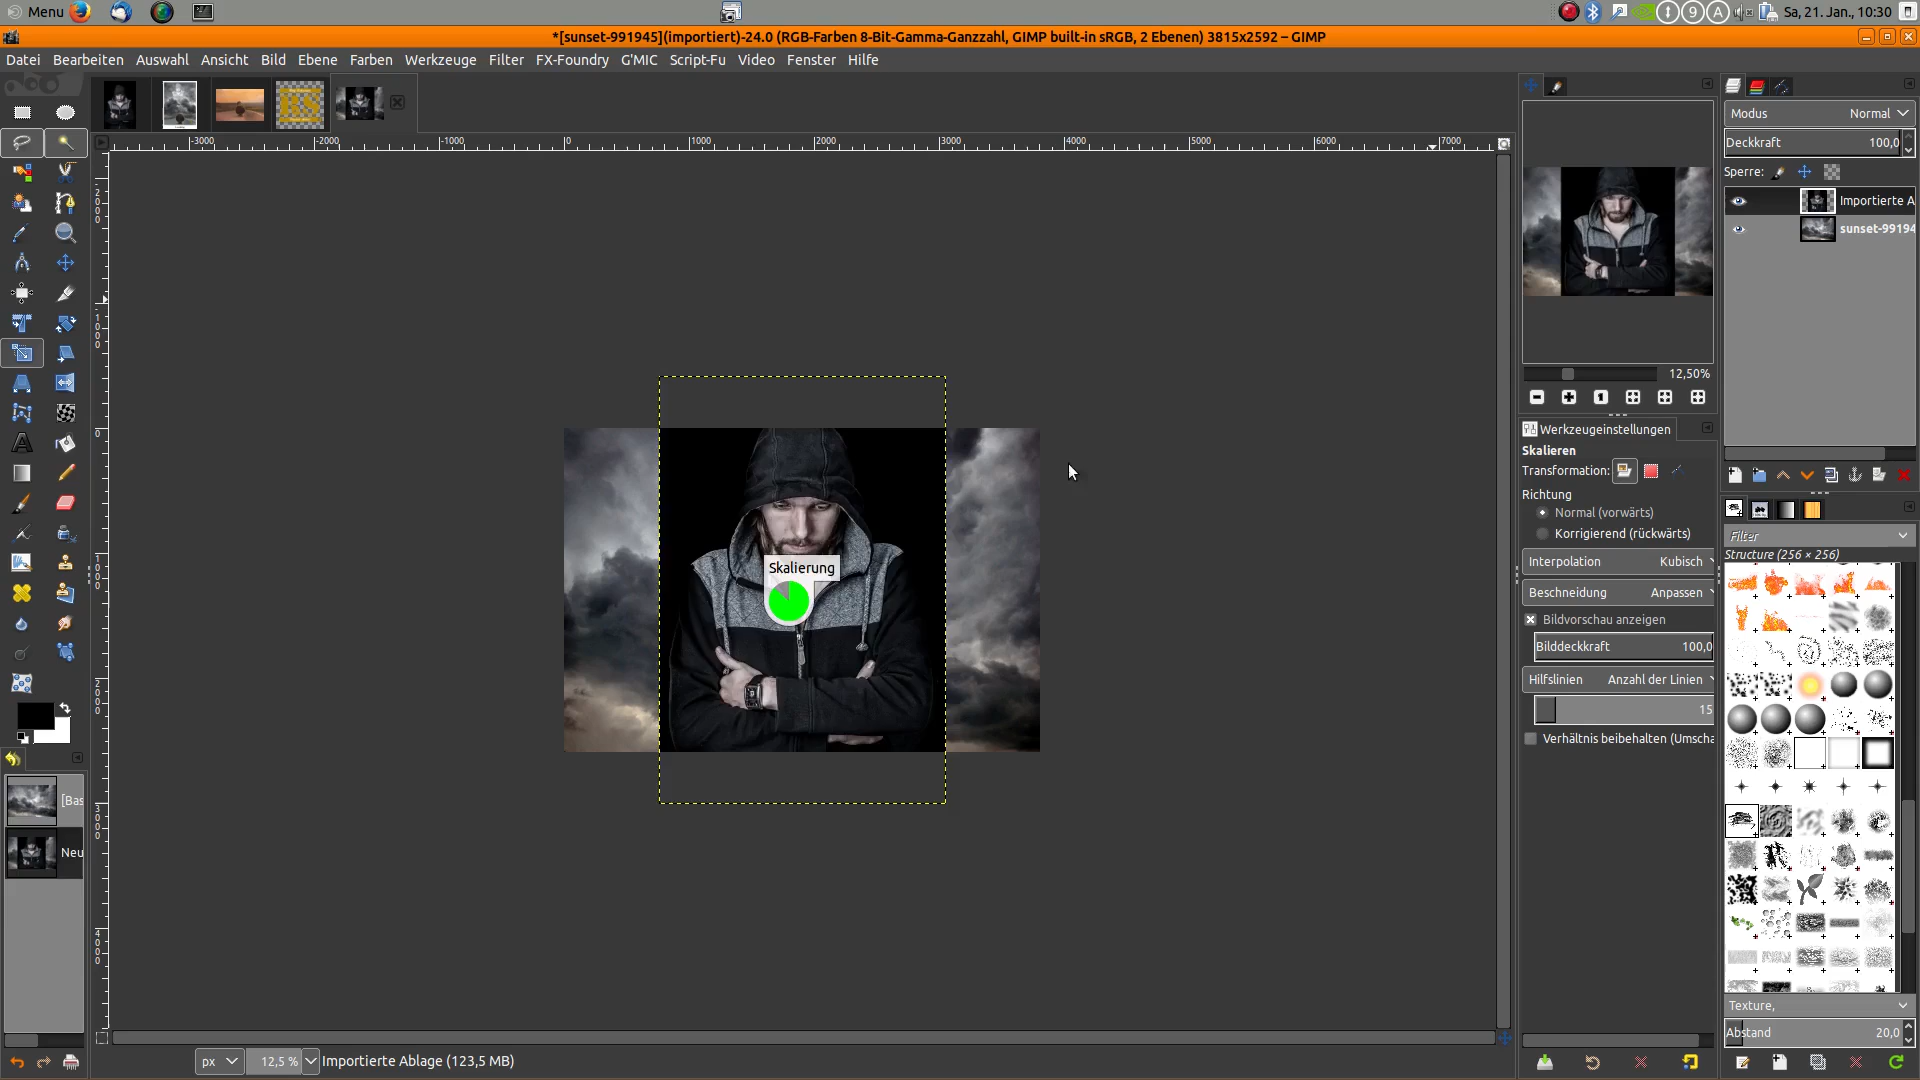 Menu
Sa, 21. Jan., 10:30
*[sunset-991945](importiert)-24.0 (RGB-Farben 8-Bit-Gamma-Ganzzahl, GIMP built-in sRGB, 2 Ebenen) 3815x2592 – GIMP
Datei Bearbeiten Auswahl Ansicht Bild Ebene Farben Werkzeuge Filter FX-Foundry G'MIC Script-Fu Video Fenster Hilfe
-3000 -2000 -1000 0 1000 2000 3000 4000 5000 6000 7000
Modus Normal
Deckkraft 100,0
Sperre:
Importierte A
sunset-99194
12,50%
Werkzeugeinstellungen
Skalieren
Transformation:
Richtung
Normal (vorwärts)
Korrigierend (rückwärts)
Interpolation Kubisch
Beschneidung Anpassen
Bildvorschau anzeigen
Bilddeckkraft 100,0
Hilfslinien Anzahl der Linien
15
Verhältnis beibehalten (Umscha
Filter
Structure (256 × 256)
Texture,
Abstand 20,0
Skalierung
[Bas
Neu
px 12,5 % Importierte Ablage (123,5 MB)